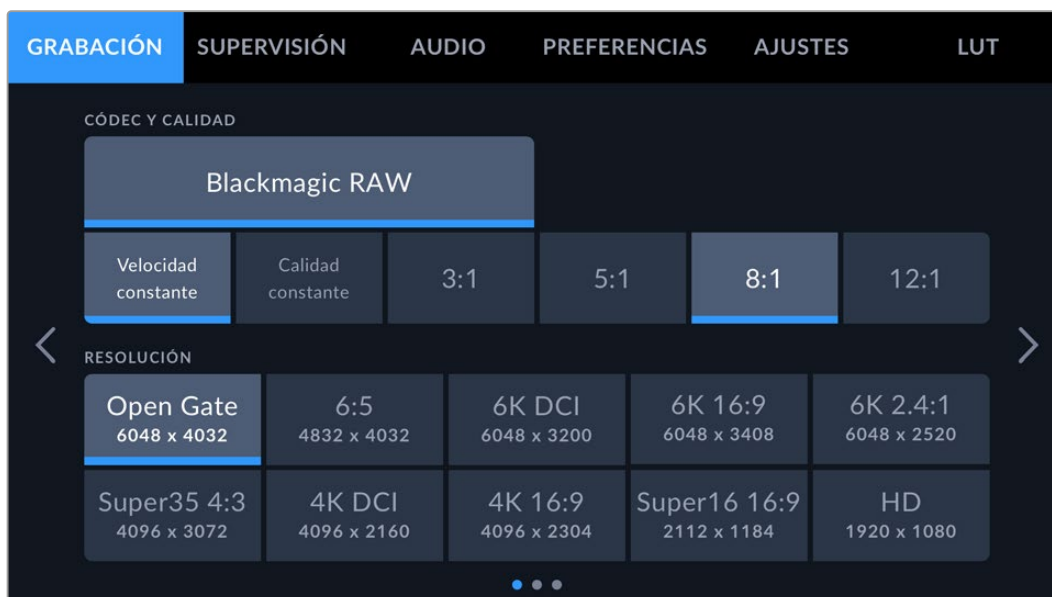 GRABACIÓN SUPERVISIÓN AUDIO PREFERENCIAS AJUSTES LUT
CÓDEC Y CALIDAD
Blackmagic RAW
Velocidad constante Calidad constante 3:1 5:1 8:1 12:1
RESOLUCIÓN
Open Gate 6:5 6K DCI 6K 16:9 6K 2.4:1
6048 x 4032 4832 x 4032 6048 x 3200 6048 x 3408 6048 x 2520
Super35 4:3 4K DCI 4K 16:9 Super16 16:9 HD
4096 x 3072 4096 x 2160 4096 x 2304 2112 x 1184 1920 x 1080